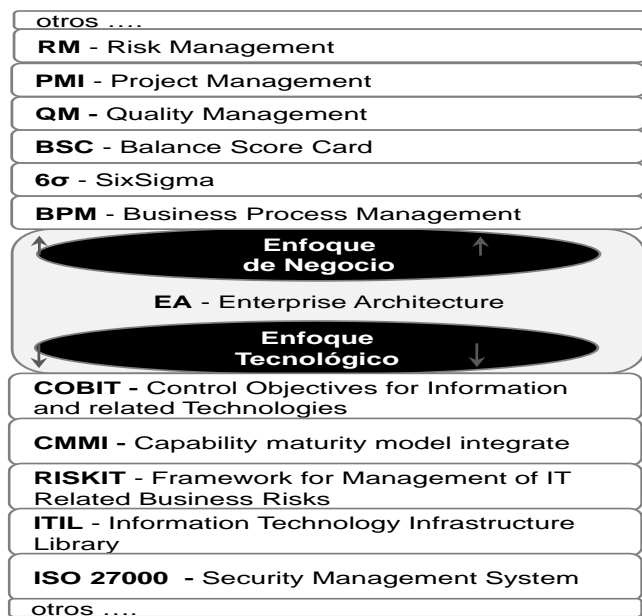 otros ....
RM - Risk Management
PMI - Project Management
QM - Quality Management
BSC - Balance Score Card
6σ - SixSigma
BPM - Business Process Management
Enfoque
de Negocio
EA - Enterprise Architecture
Enfoque
Tecnológico
COBIT - Control Objectives for Information
and related Technologies
CMMI - Capability maturity model integrate
RISKIT - Framework for Management of IT
Related Business Risks
ITIL - Information Technology Infrastructure
Library
ISO 27000 - Security Management System
otros ....